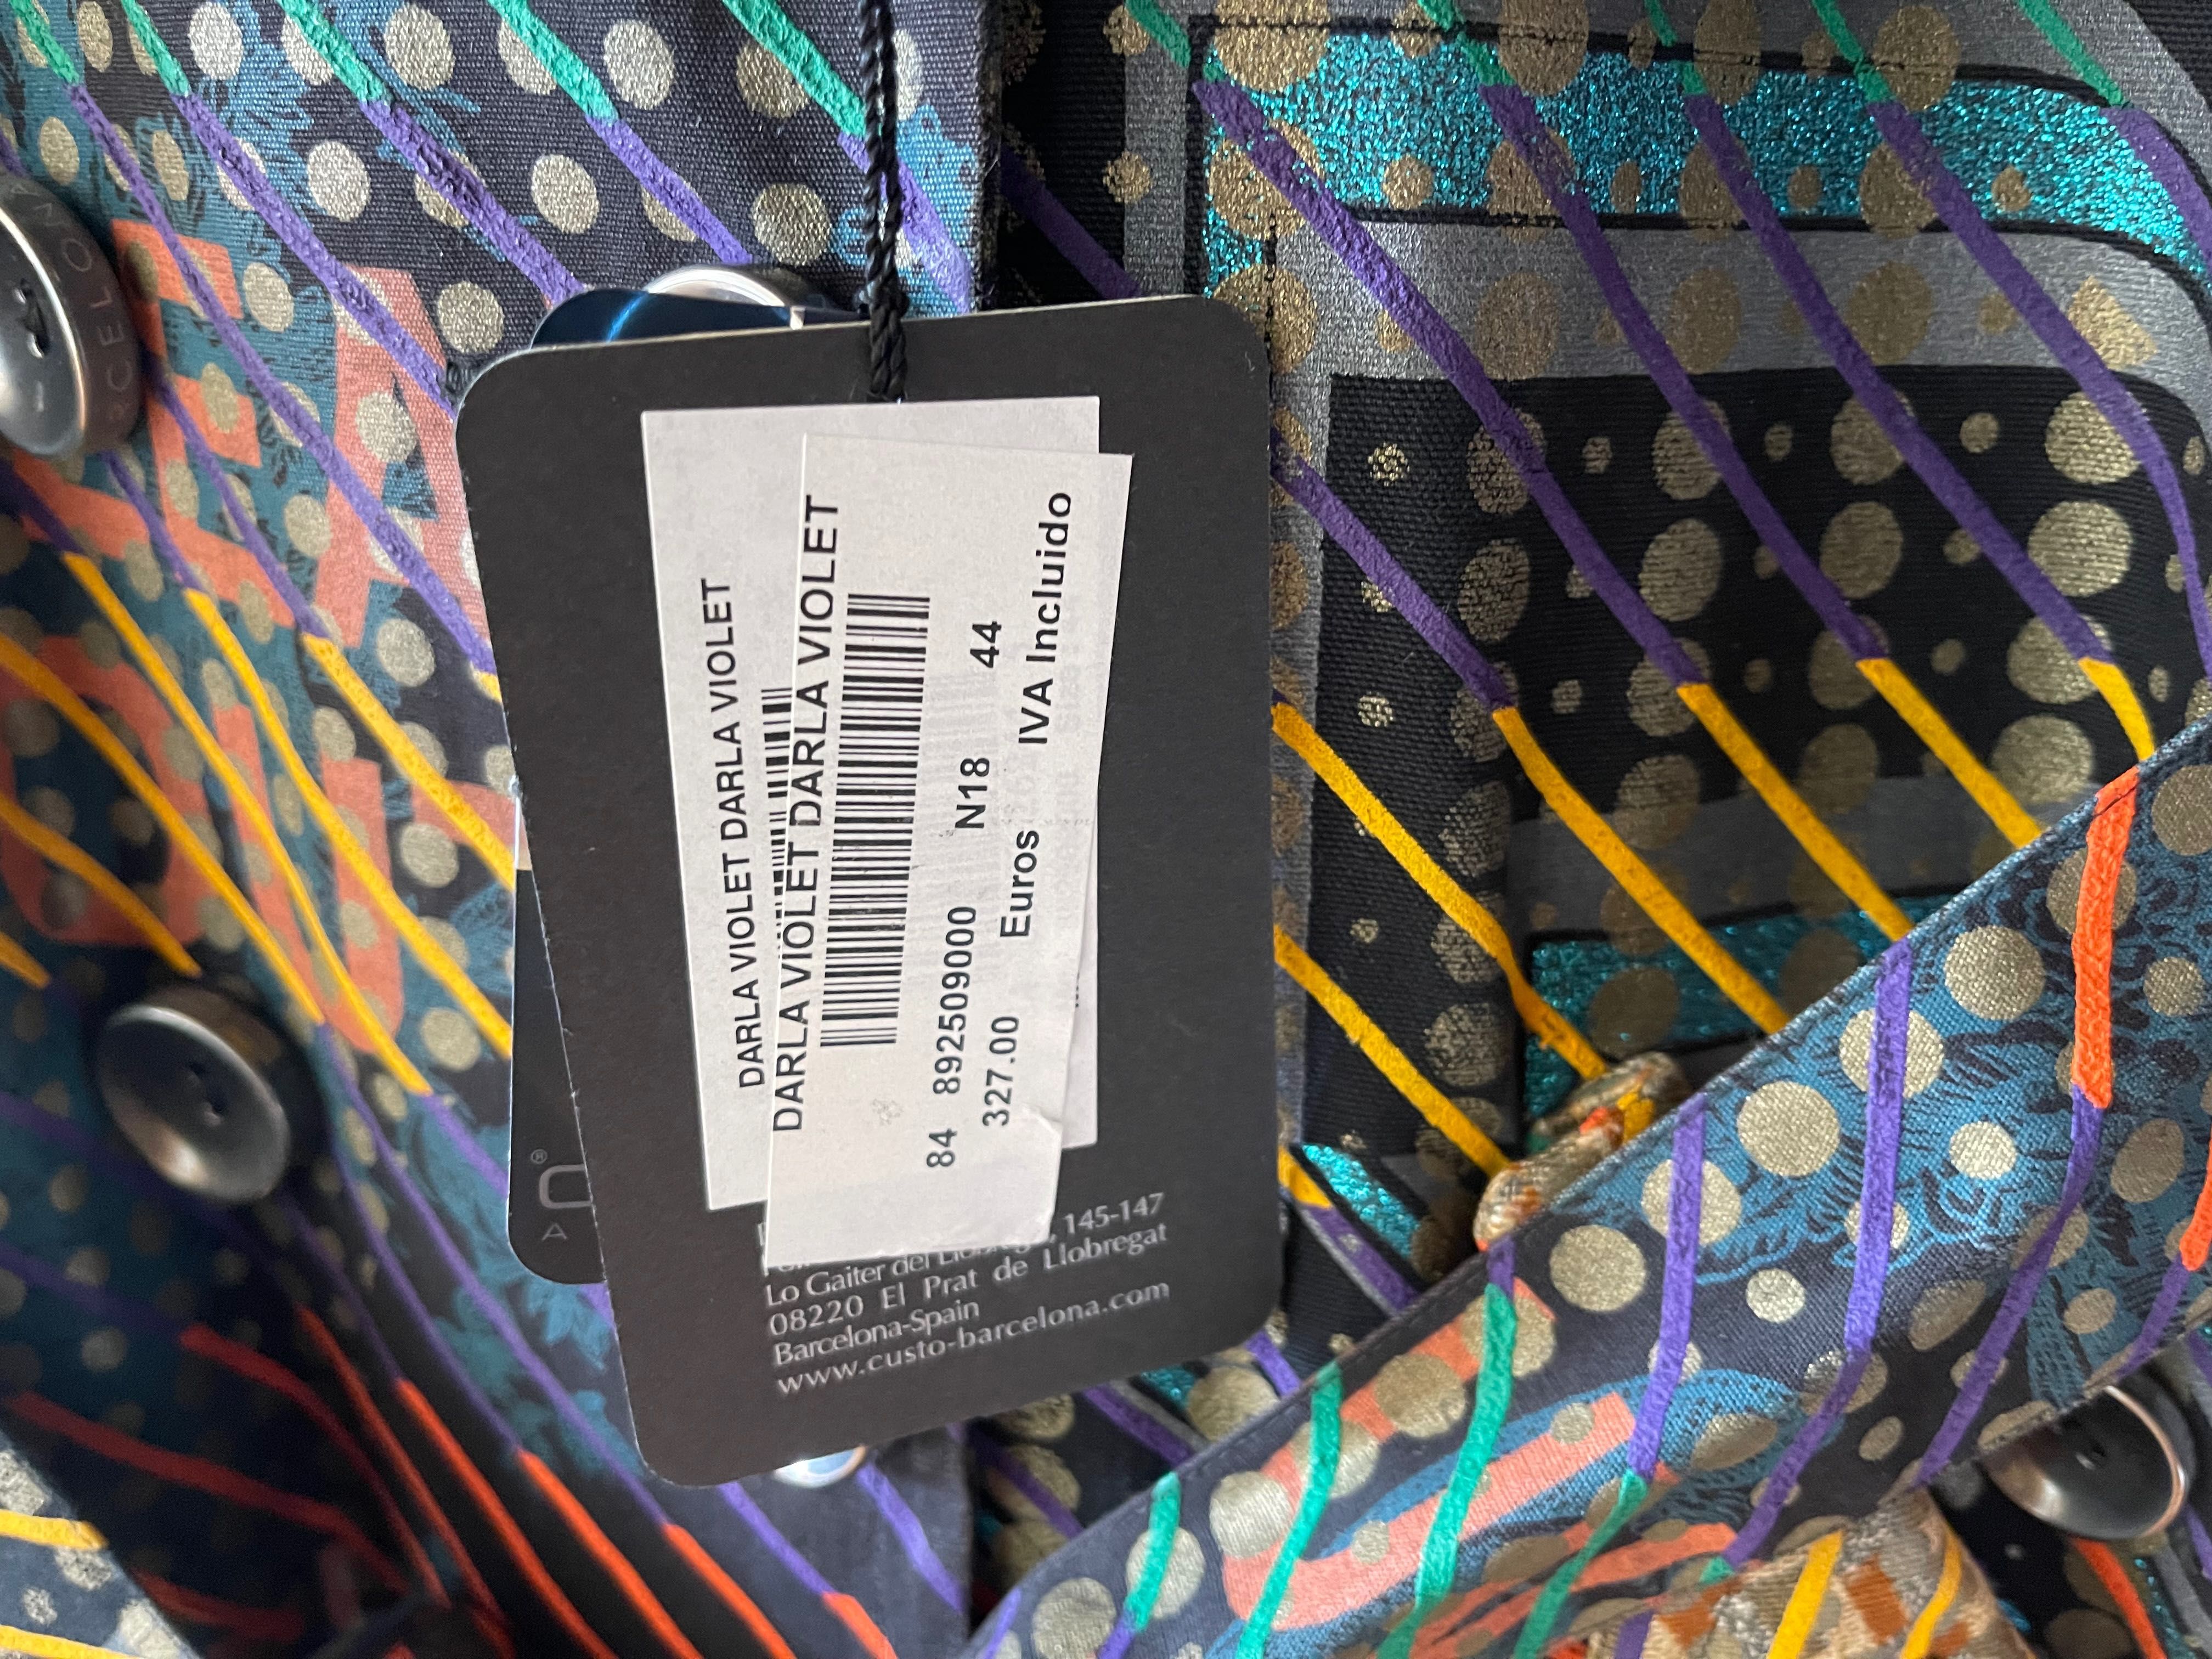 DARLA VIOLET DARLA VIOLET
DARLA VIOLET DARLA VIOLET
84 892509000 N18 44
327.00 Euros IVA Incluido
145-147
Lo Gaiter del
08220 El Prat de Llobregat
Barcelona-Spain
www.custo-barcelona.com